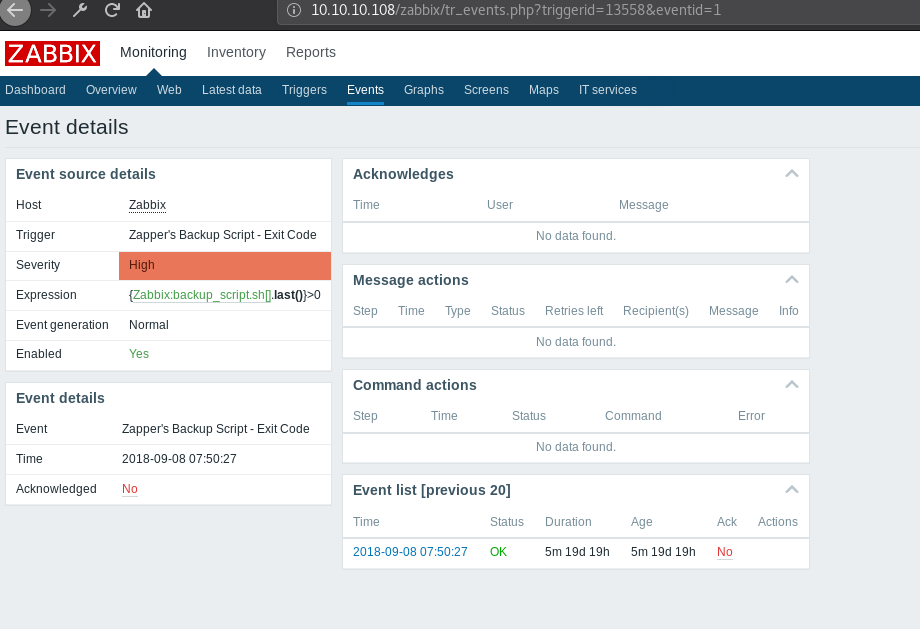 10.10.10.108/zabbix/tr_events.php?triggerid=13558&eventid=1
ZABBIX Monitoring Inventory Reports
Dashboard Overview Web Latest data Triggers Events Graphs Screens Maps IT services
Event details
Event source details
Host Zabbix
Trigger Zapper's Backup Script - Exit Code
Severity High
Expression {Zabbix:backup_script.sh[].last()}>0
Event generation Normal
Enabled Yes
Event details
Event Zapper's Backup Script - Exit Code
Time 2018-09-08 07:50:27
Acknowledged No
Acknowledges
Time User Message
No data found.
Message actions
Step Time Type Status Retries left Recipient(s) Message Info
No data found.
Command actions
Step Time Status Command Error
No data found.
Event list [previous 20]
Time Status Duration Age Ack Actions
2018-09-08 07:50:27 OK 5m 19d 19h 5m 19d 19h No